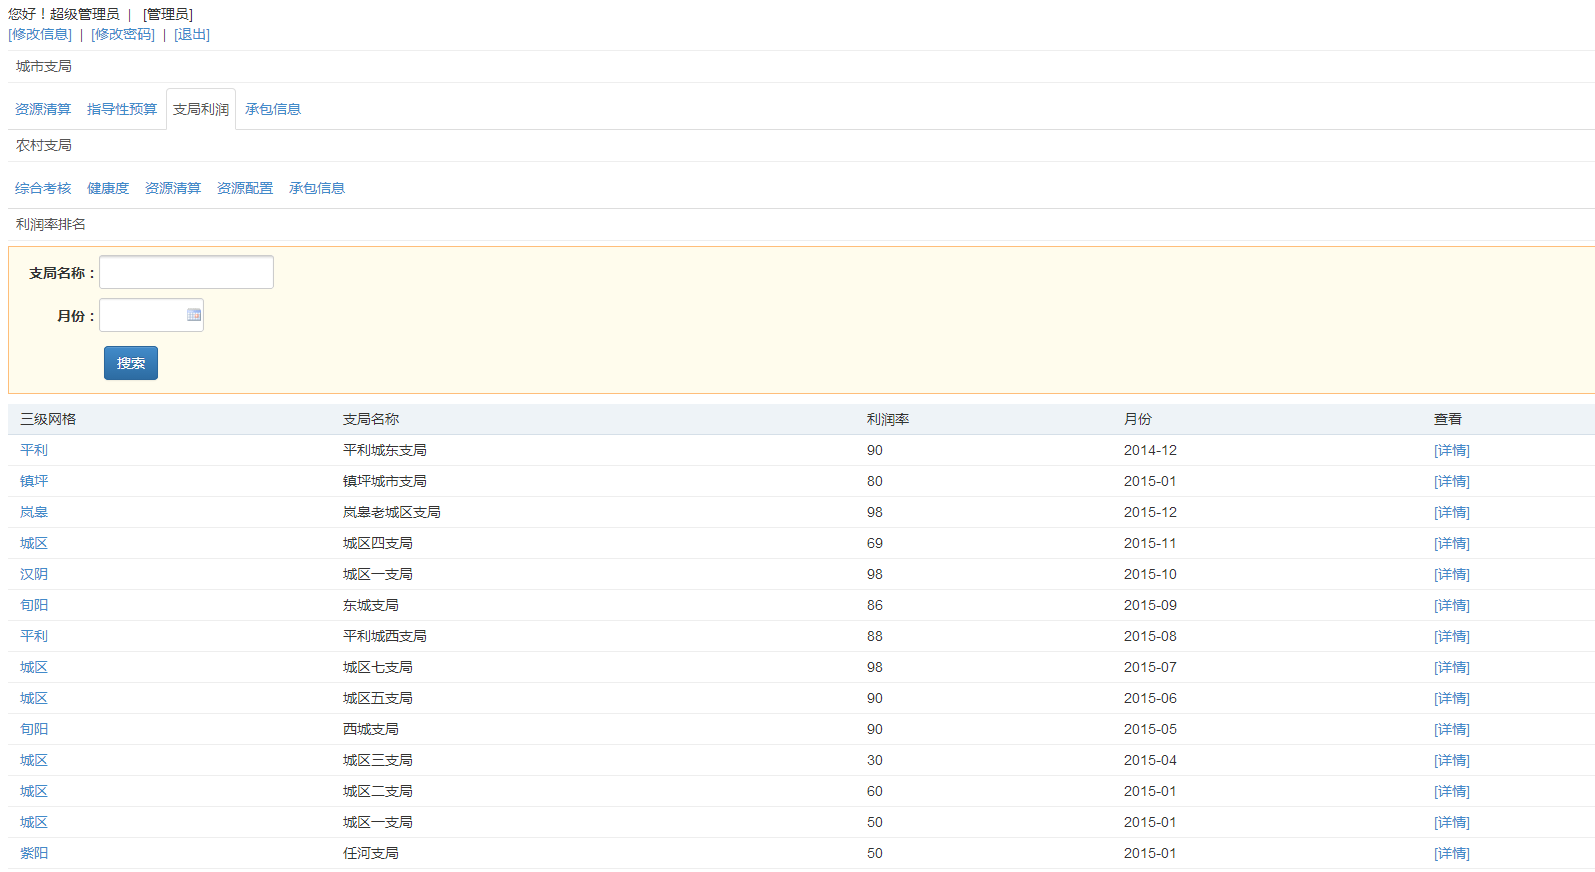 您好！超级管理员 | [管理员]
[修改信息] | [修改密码] | [退出]
城市支局
资源清算 指导性预算 支局利润 承包信息
农村支局
综合考核 健康度 资源清算 资源配置 承包信息
利润率排名
支局名称：
月份：
搜索
三级网格 支局名称 利润率 月份 查看
平利 平利城东支局 90 2014-12 [详情]
镇坪 镇坪城市支局 80 2015-01 [详情]
岚皋 岚皋老城区支局 98 2015-12 [详情]
城区 城区四支局 69 2015-11 [详情]
汉阴 城区一支局 98 2015-10 [详情]
旬阳 东城支局 86 2015-09 [详情]
平利 平利城西支局 88 2015-08 [详情]
城区 城区七支局 98 2015-07 [详情]
城区 城区五支局 90 2015-06 [详情]
旬阳 西城支局 90 2015-05 [详情]
城区 城区三支局 30 2015-04 [详情]
城区 城区二支局 60 2015-01 [详情]
城区 城区一支局 50 2015-01 [详情]
紫阳 任河支局 50 2015-01 [详情]